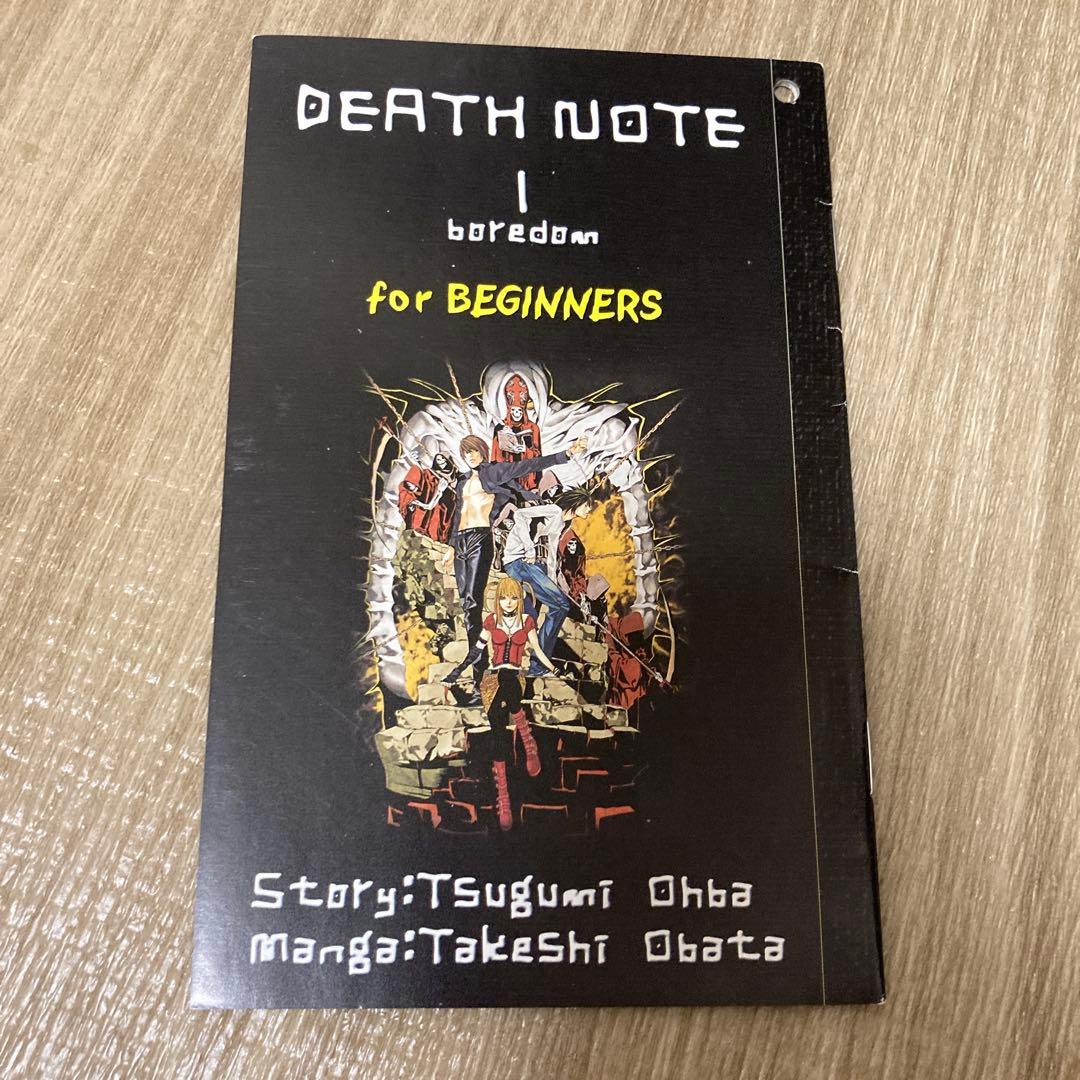 DEATH NOTE
1
boredom
for BEGINNERS
Story:Tsugumi Ohba
Manga:Takeshi Obata